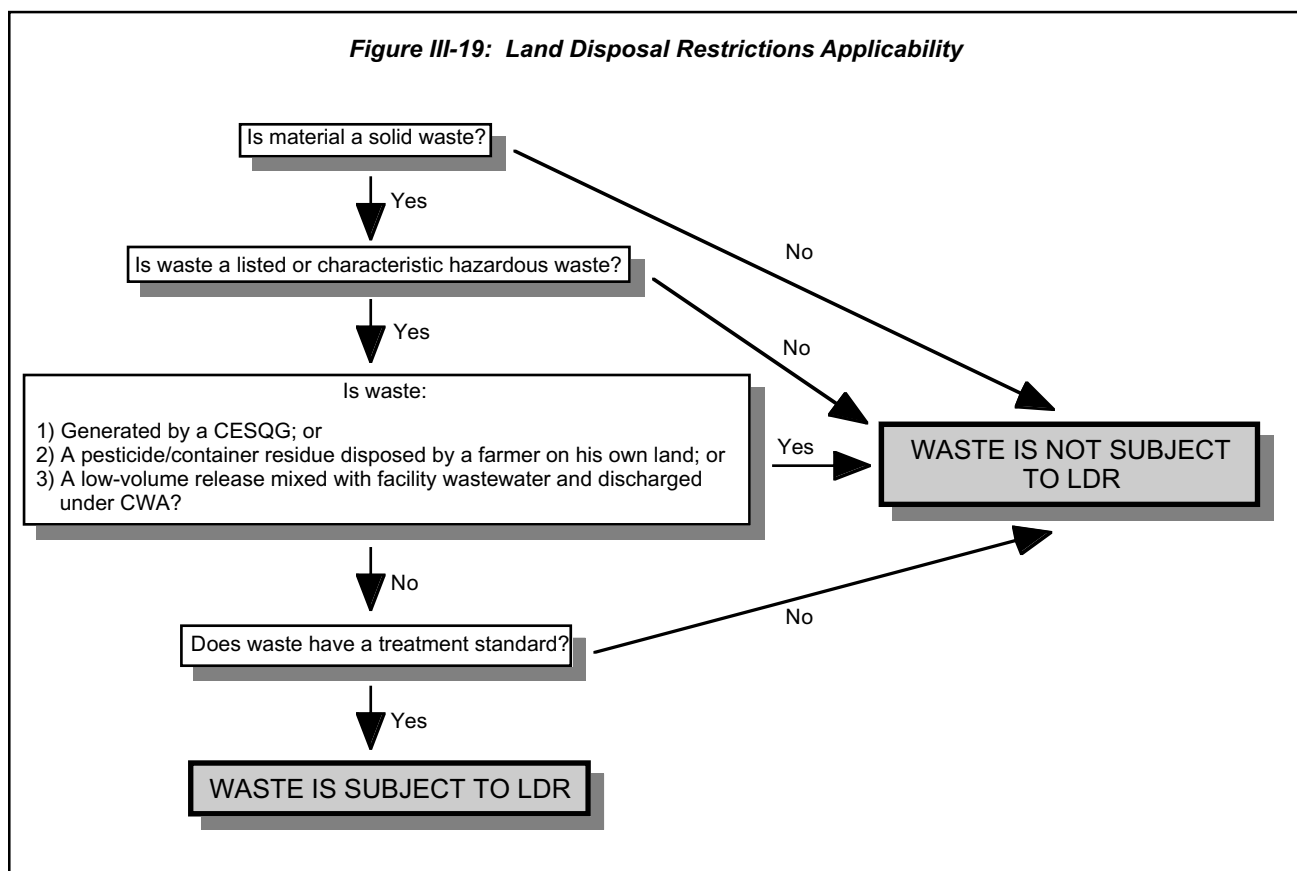 Figure III-19: Land Disposal Restrictions Applicability
Is material a solid waste?
Yes
No
Is waste a listed or characteristic hazardous waste?
Yes
No
Is waste:
1) Generated by a CESQG; or
2) A pesticide/container residue disposed by a farmer on his own land; or
3) A low-volume release mixed with facility wastewater and discharged
under CWA?
Yes
WASTE IS NOT SUBJECT
TO LDR
No
Does waste have a treatment standard?
No
Yes
WASTE IS SUBJECT TO LDR